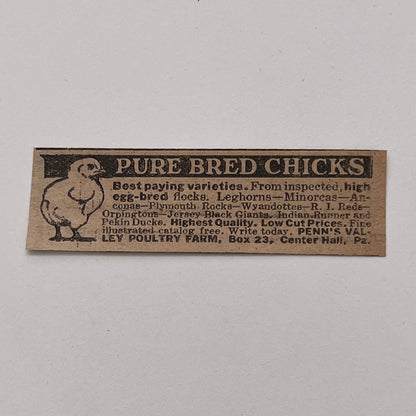 PURE BRED CHICKS
Best paying varieties. From inspected, high
egg-bred flocks. Leghorns—Minorcas—An-
conas—Plymouth Rocks—Wyandottes—R. I. Reds—
Orpingtons—Jersey Black Giants. Indian Runner and
Pekin Ducks. Highest Quality. Low Cut Prices. Fine
illustrated catalog free. Write today. PENN'S VAL-
LEY POULTRY FARM, Box 23, Center Hall, Pa.